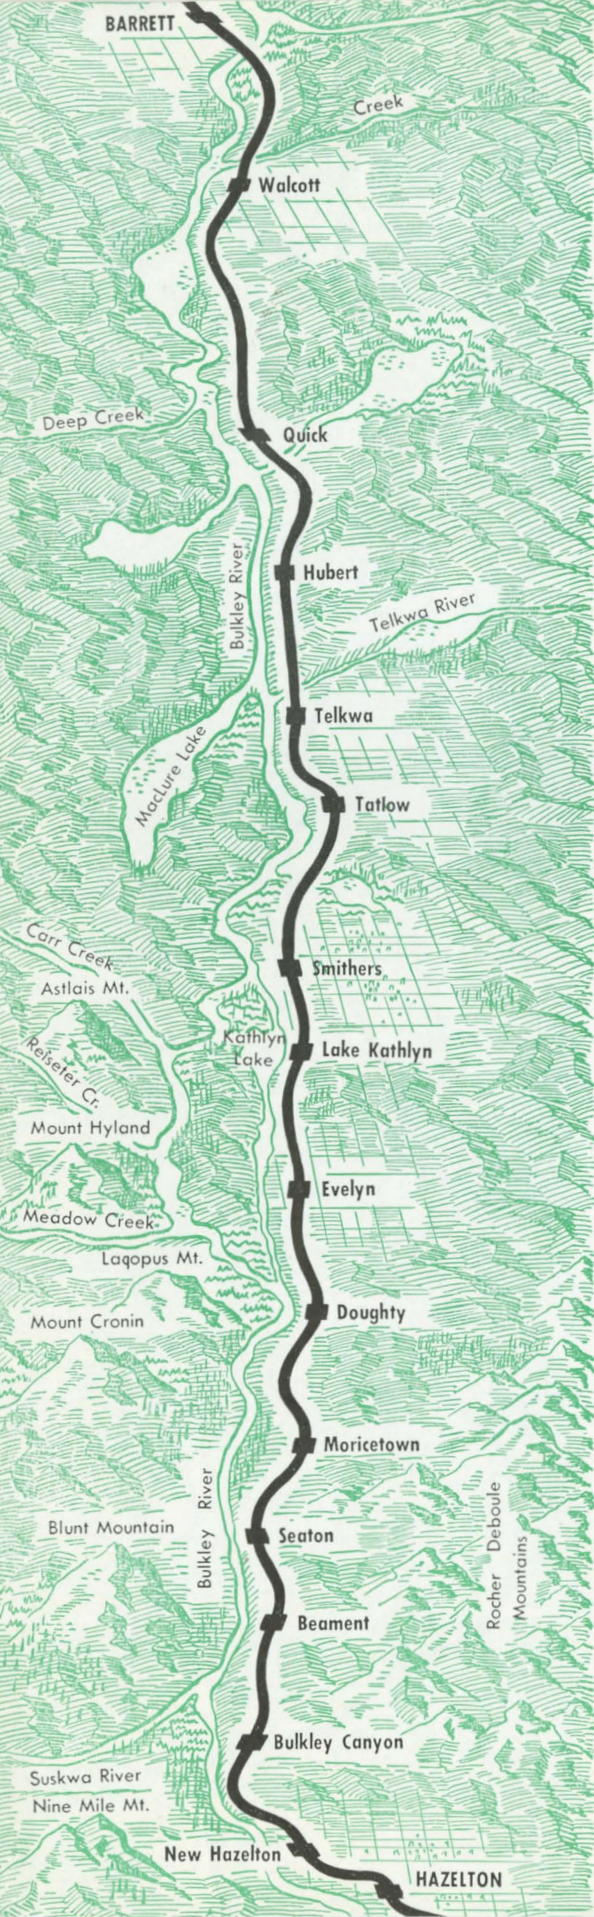 BARRETT
Creek
Walcott
Deep Creek
Quick
Bulkley River
Hubert
Telkwa River
Telkwa
MacLure Lake
Tatlow
Carr Creek
Smithers
Astlais Mt.
Kathlyn
Lake
Lake Kathlyn
Reiseter Cr.
Mount Hyland
Evelyn
Meadow Creek
Lagopus Mt.
Mount Cronin
Doughty
Moricetown
Bulkley River
Blunt Mountain
Seaton
Rocher Deboule
Mountains
Beament
Bulkley Canyon
Suskwa River
Nine Mile Mt.
New Hazelton
HAZELTON